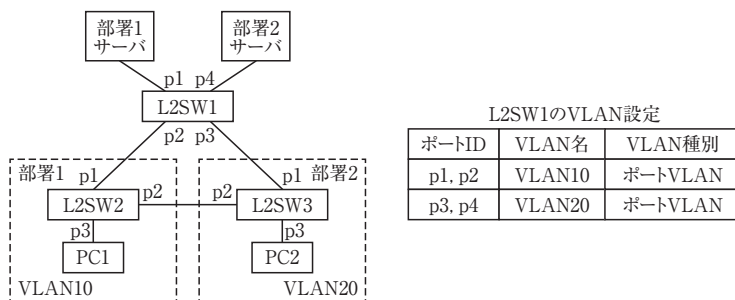 部署1
サーバ
部署2
サーバ
p1 p4
L2SW1
p2 p3
部署1 p1
L2SW2
p2
p3
PC1
VLAN10
p1 部署2
p2
L2SW3
p3
PC2
VLAN20
L2SW1のVLAN設定
ポートID VLAN名 VLAN種別
p1, p2 VLAN10 ポートVLAN
p3, p4 VLAN20 ポートVLAN